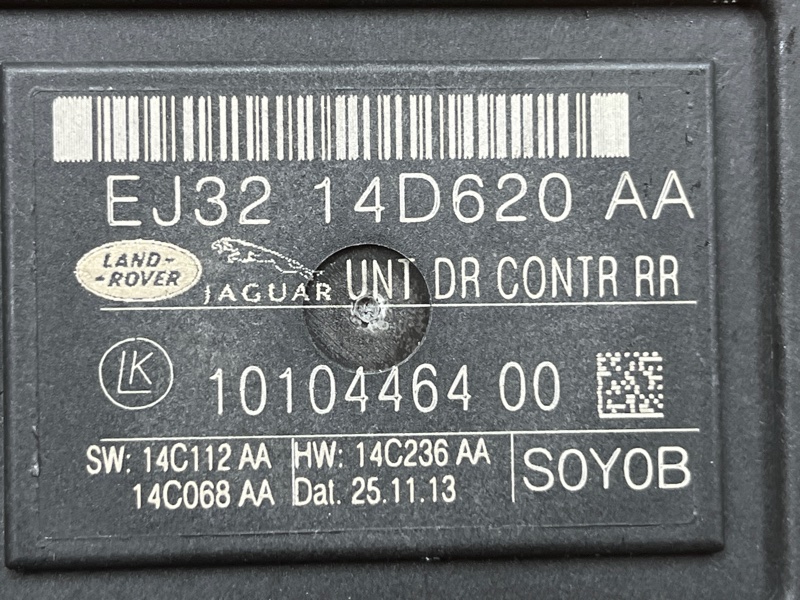 EJ32 14D620 AA
LAND-
-ROVER
JAGUAR
UNT DR CONTR RR
LK
10104464 00
SW: 14C112 AA
14C068 AA
HW: 14C236 AA
Dat. 25.11.13
S0Y0B